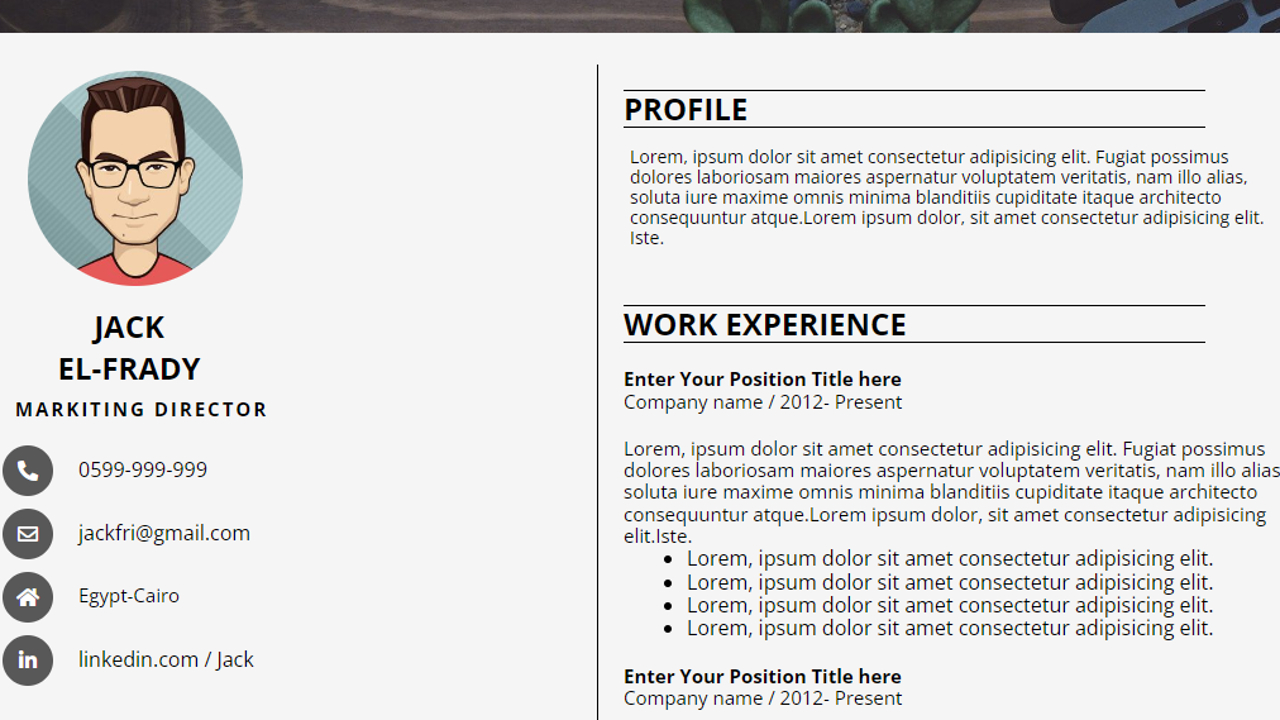 JACK
EL-FRADY
MARKITING DIRECTOR
0599-999-999
jackfri@gmail.com
Egypt-Cairo
linkedin.com / Jack
PROFILE
Lorem, ipsum dolor sit amet consectetur adipisicing elit. Fugiat possimus
dolores laboriosam maiores aspernatur voluptatem veritatis, nam illo alias,
soluta iure maxime omnis minima blanditiis cupiditate itaque architecto
consequuntur atque.Lorem ipsum dolor, sit amet consectetur adipisicing elit.
Iste.
WORK EXPERIENCE
Enter Your Position Title here
Company name / 2012- Present
Lorem, ipsum dolor sit amet consectetur adipisicing elit. Fugiat possimus
dolores laboriosam maiores aspernatur voluptatem veritatis, nam illo alias
soluta iure maxime omnis minima blanditiis cupiditate itaque architecto
consequuntur atque.Lorem ipsum dolor, sit amet consectetur adipisicing
elit.Iste.
• Lorem, ipsum dolor sit amet consectetur adipisicing elit.
• Lorem, ipsum dolor sit amet consectetur adipisicing elit.
• Lorem, ipsum dolor sit amet consectetur adipisicing elit.
• Lorem, ipsum dolor sit amet consectetur adipisicing elit.
Enter Your Position Title here
Company name / 2012- Present